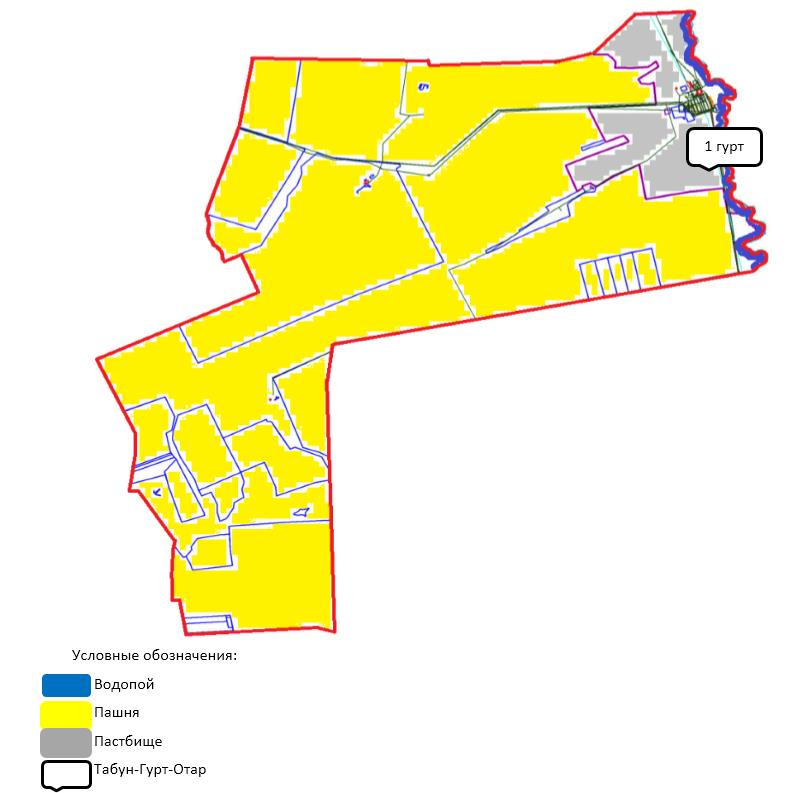 1 гурт
Условные обозначения:
Водопой
Пашня
Пастбище
Табун-Гурт-Отар